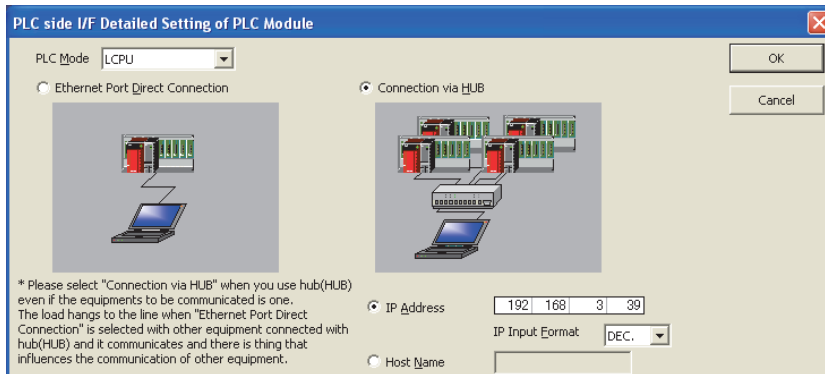 PLC side I/F Detailed Setting of PLC Module
PLC Mode LCPU
OK
Ethernet Port Direct Connection
Connection via HUB
Cancel
* Please select "Connection via HUB" when you use hub(HUB)
even if the equipments to be communicated is one.
The load hangs to the line when "Ethernet Port Direct
Connection" is selected with other equipment connected with
hub(HUB) and it communicates and there is thing that
influences the communication of other equipment.
IP Address 192 168 3 39
IP Input Format DEC.
Host Name